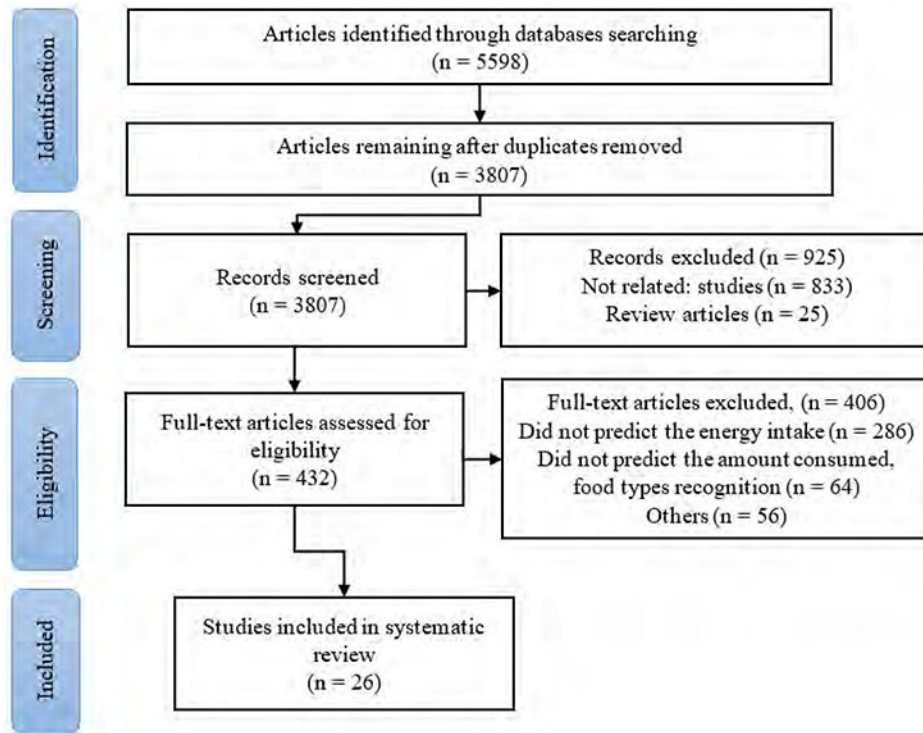 Identification
Articles identified through databases searching
(n = 5598)
Articles remaining after duplicates removed
(n = 3807)
Screening
Records screened
(n = 3807)
Records excluded (n = 925)
Not related: studies (n = 833)
Review articles (n = 25)
Eligibility
Full-text articles assessed for
eligibility
(n = 432)
Full-text articles excluded, (n = 406)
Did not predict the energy intake (n = 286)
Did not predict the amount consumed,
food types recognition (n = 64)
Others (n = 56)
Included
Studies included in systematic
review
(n = 26)